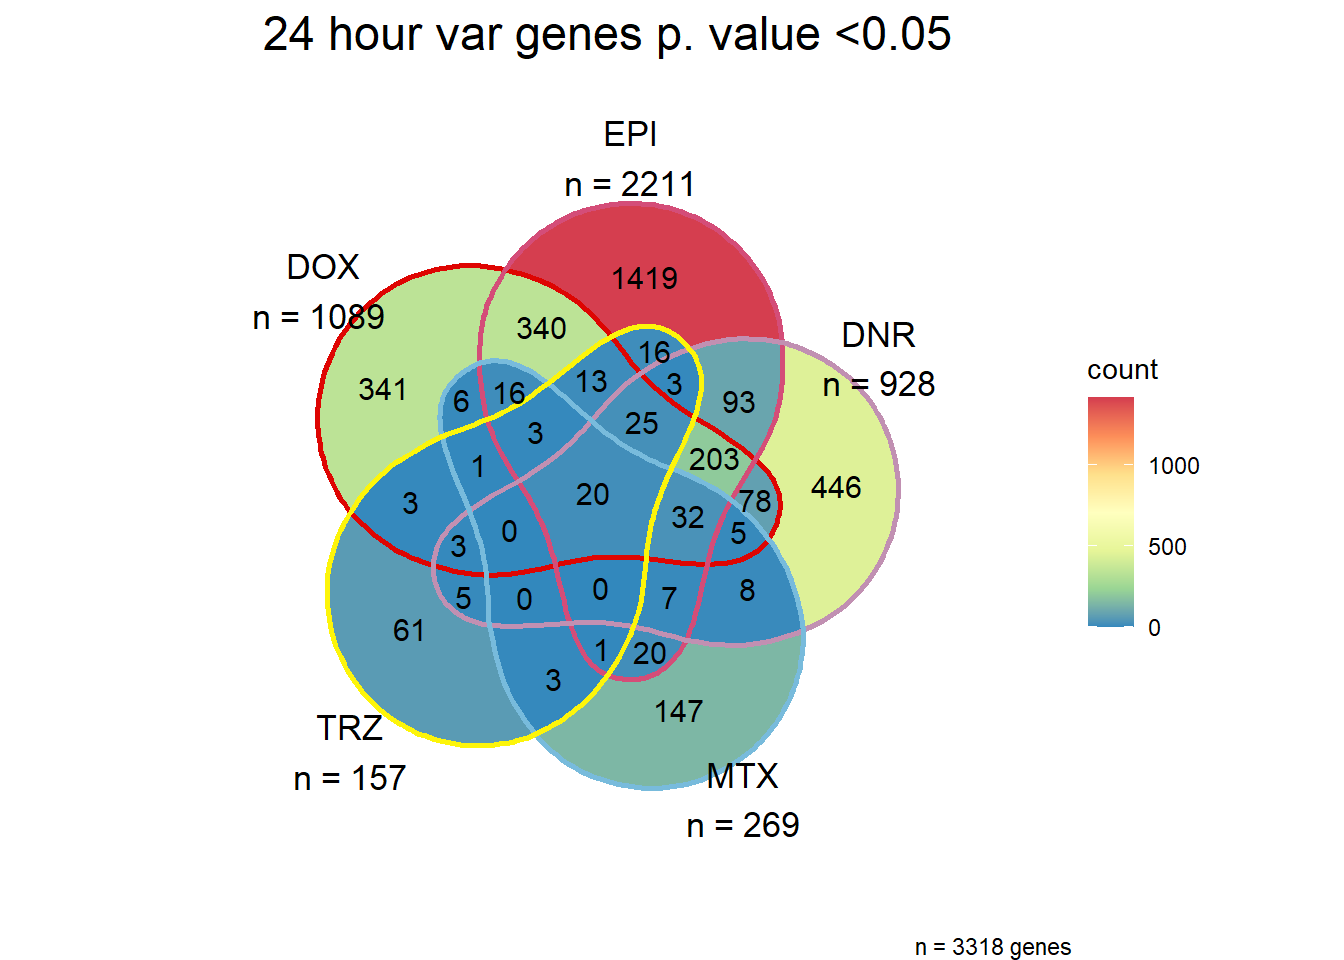 24 hour var genes p. value <0.05
EPI
n = 2211
DOX
n = 1089
DNR
n = 928
1419
340
341
16
13
3
6
16
93
25
3
203
1
446
3
20
78
32
0
5
3
5
0
0
7
8
61
1
20
3
147
TRZ
n = 157
MTX
n = 269
count
1000
500
0
n = 3318 genes